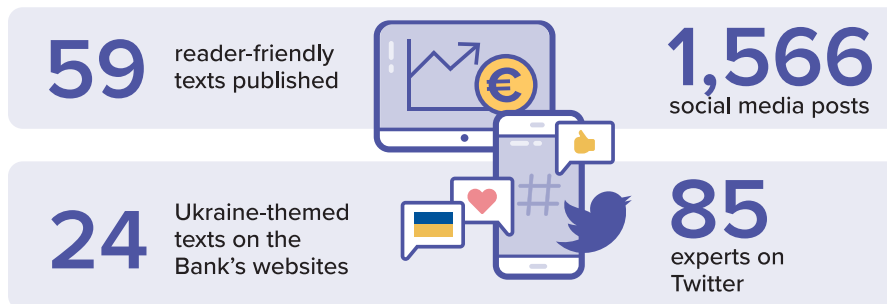 59
reader-friendly
texts published
€
1,566
social media posts
24
Ukraine-themed
texts on the
Bank's websites
#
85
experts on
Twitter